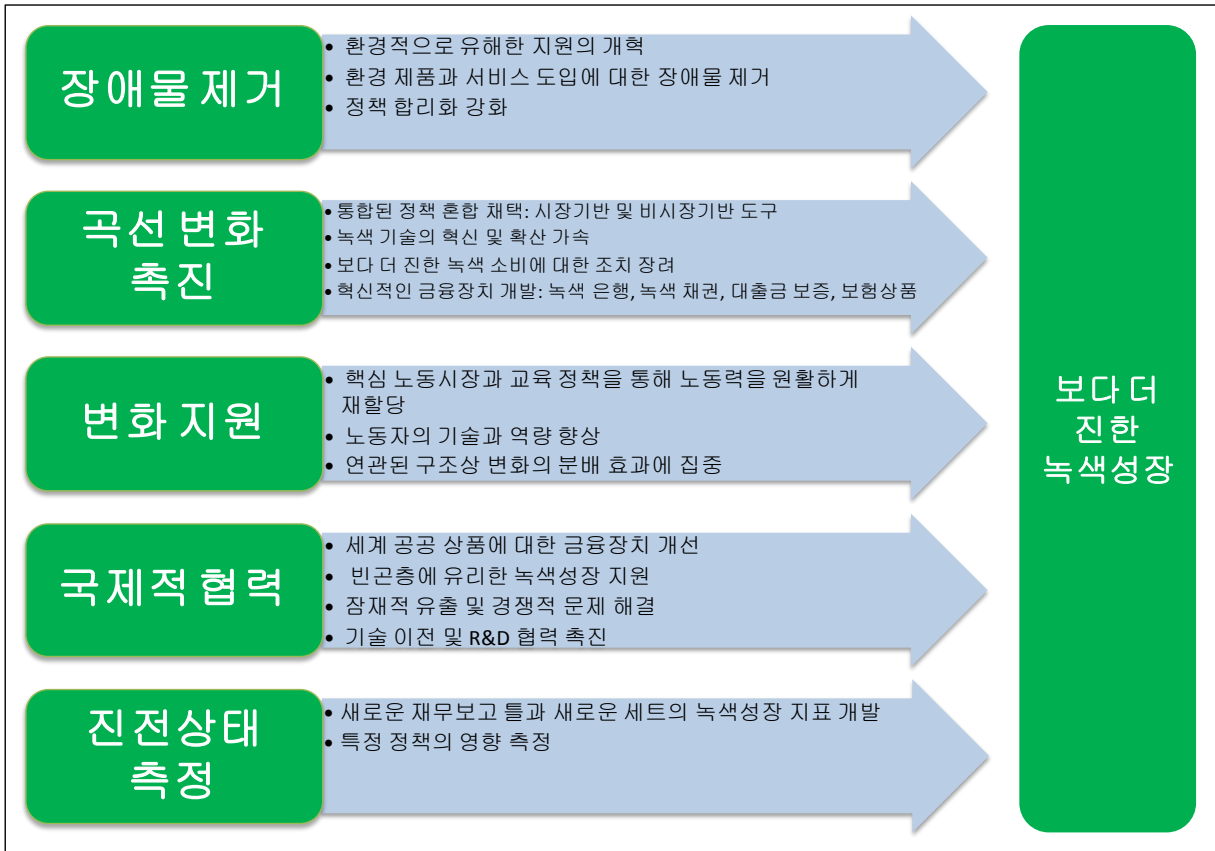 장애물 제거
• 환경적으로 유해한 지원의 개혁
• 환경 제품과 서비스 도입에 대한 장애물 제거
• 정책 합리화 강화
곡선 변화
촉진
• 통합된 정책 혼합 채택: 시장기반 및 비시장기반 도구
• 녹색 기술의 혁신 및 확산 가속
• 보다 더 진한 녹색 소비에 대한 조치 장려
• 혁신적인 금융장치 개발: 녹색 은행, 녹색 채권, 대출금 보증, 보험상품
변화 지원
• 핵심 노동시장과 교육 정책을 통해 노동력을 원활하게
재할당
• 노동자의 기술과 역량 향상
• 연관된 구조상 변화의 분배 효과에 집중
국제적 협력
• 세계 공공 상품에 대한 금융장치 개선
• 빈곤층에 유리한 녹색성장 지원
• 잠재적 유출 및 경쟁적 문제 해결
• 기술 이전 및 R&D 협력 촉진
진전상태
측정
• 새로운 재무보고 틀과 새로운 세트의 녹색성장 지표 개발
• 특정 정책의 영향 측정
보다 더
진한
녹색성장